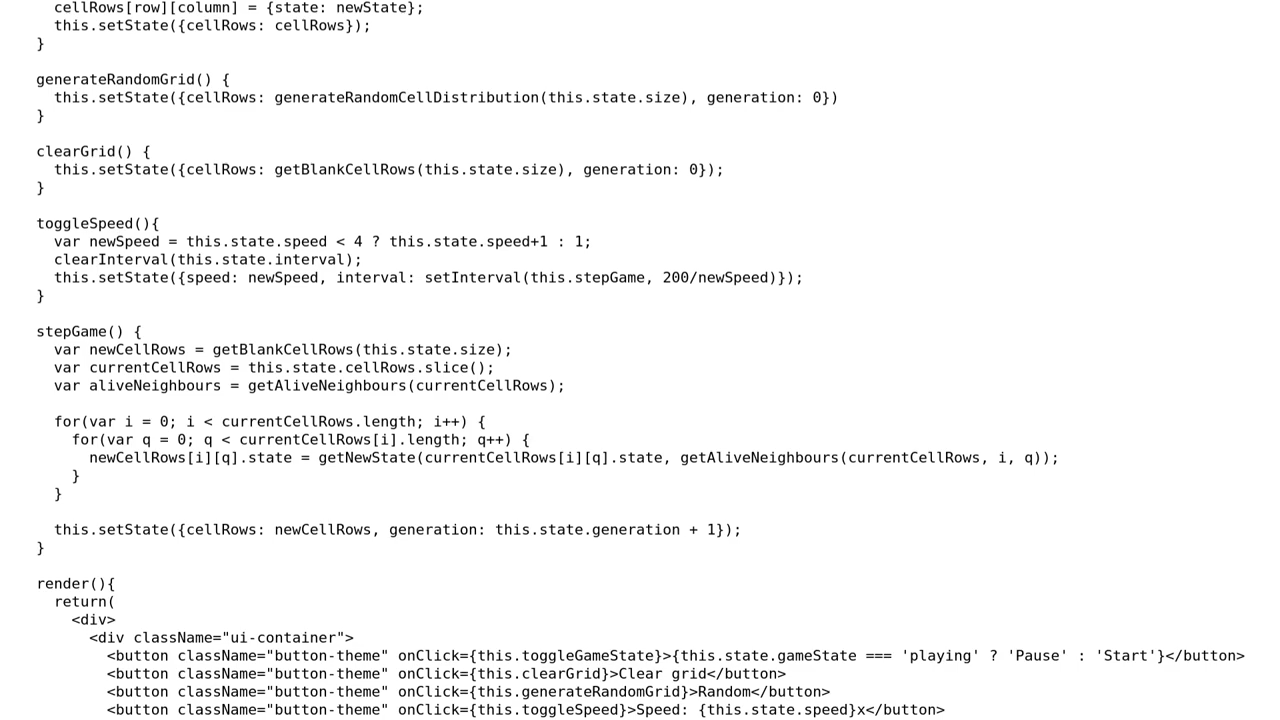 cellRows[row][column] = {state: newState};
this.setState({cellRows: cellRows});
}
generateRandomGrid() {
this.setState({cellRows: generateRandomCellDistribution(this.state.size), generation: 0})
}
clearGrid() {
this.setState({cellRows: getBlankCellRows(this.state.size), generation: 0});
}
toggleSpeed(){
var newSpeed = this.state.speed < 4 ? this.state.speed+1 : 1;
clearInterval(this.state.interval);
this.setState({speed: newSpeed, interval: setInterval(this.stepGame, 200/newSpeed)});
}
stepGame() {
var newCellRows = getBlankCellRows(this.state.size);
var currentCellRows = this.state.cellRows.slice();
var aliveNeighbours = getAliveNeighbours(currentCellRows);
for(var i = 0; i < currentCellRows.length; i++) {
for(var q = 0; q < currentCellRows[i].length; q++) {
newCellRows[i][q].state = getNewState(currentCellRows[i][q].state, getAliveNeighbours(currentCellRows, i, q));
}
}
this.setState({cellRows: newCellRows, generation: this.state.generation + 1});
}
render(){
return(
<div>
<div className="ui-container">
<button className="button-theme" onClick={this.toggleGameState}>{this.state.gameState === 'playing' ? 'Pause' : 'Start'}</button>
<button className="button-theme" onClick={this.clearGrid}>Clear grid</button>
<button className="button-theme" onClick={this.generateRandomGrid}>Random</button>
<button className="button-theme" onClick={this.toggleSpeed}>Speed: {this.state.speed}x</button>